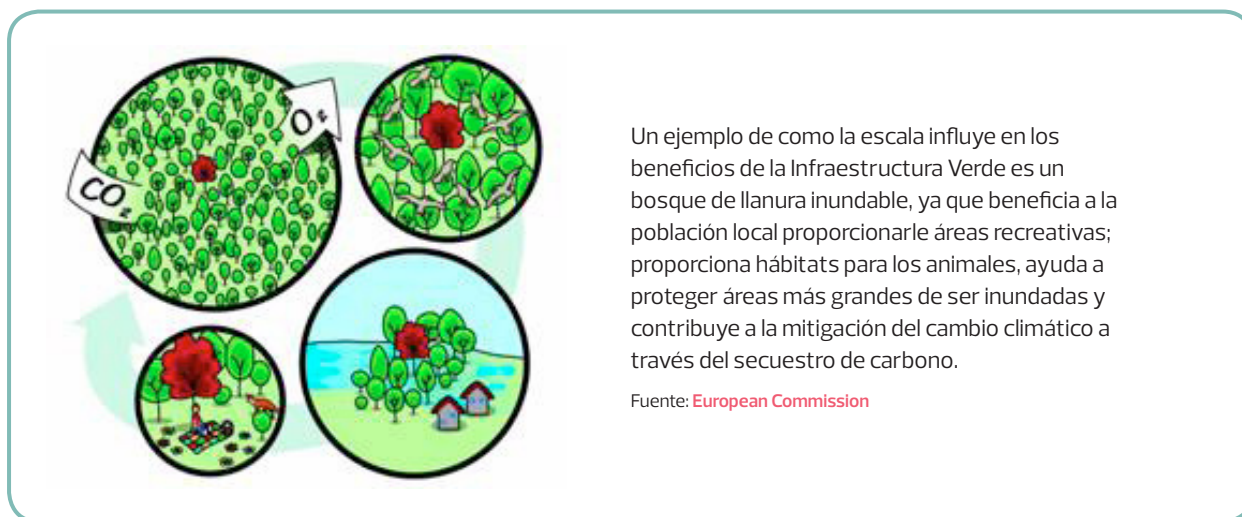 CO₂
O₂
Un ejemplo de como la escala influye en los
beneficios de la Infraestructura Verde es un
bosque de llanura inundable, ya que beneficia a la
población local proporcionarle áreas recreativas;
proporciona hábitats para los animales, ayuda a
proteger áreas más grandes de ser inundadas y
contribuye a la mitigación del cambio climático a
través del secuestro de carbono.
Fuente: European Commission